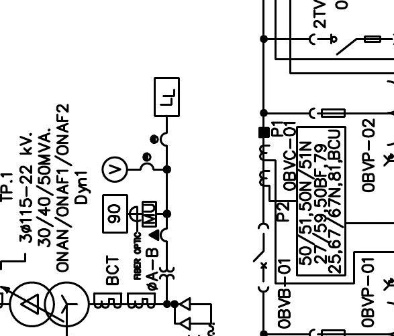 TP.1
3ø115-22 kV.
30/40/50MVA.
ONAN/ONAF1/ONAF2
Dyn1
LL
V
90
MU
FIBER OPTIC
BCT
øA-B
2TV
P1
P2
0BVC-01
50/51,50N/51N
27/59,50BF,79
25,67/67N,81,BCU
0BVP-02
0BVB-01
0BVP-01